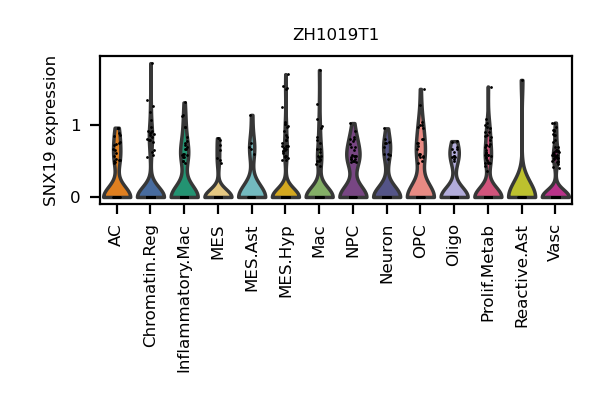 ZH1019T1
SNX19 expression
1
0
AC
Chromatin.Reg
Inflammatory.Mac
MES
MES.Ast
MES.Hyp
Mac
NPC
Neuron
OPC
Oligo
Prolif.Metab
Reactive.Ast
Vasc